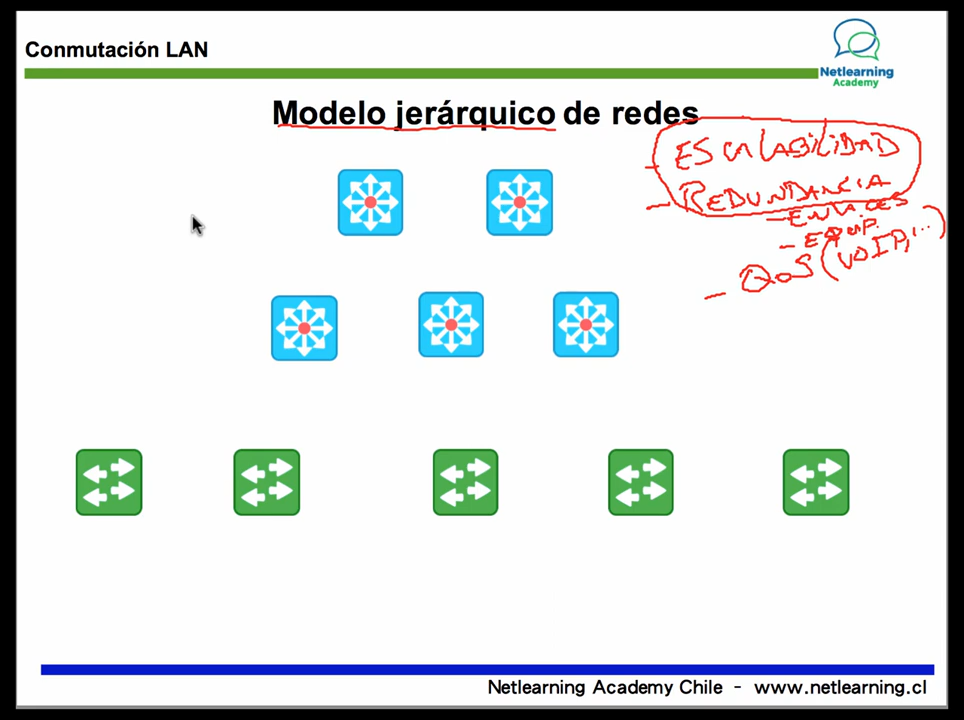 Conmutación LAN
Netlearning
Academy
Modelo jerárquico de redes
- ESCALABILIDAD
- REDUNDANCIA
- ENLACES
- EQUIP.
- QoS (VOIP, ...)
Netlearning Academy Chile - www.netlearning.cl